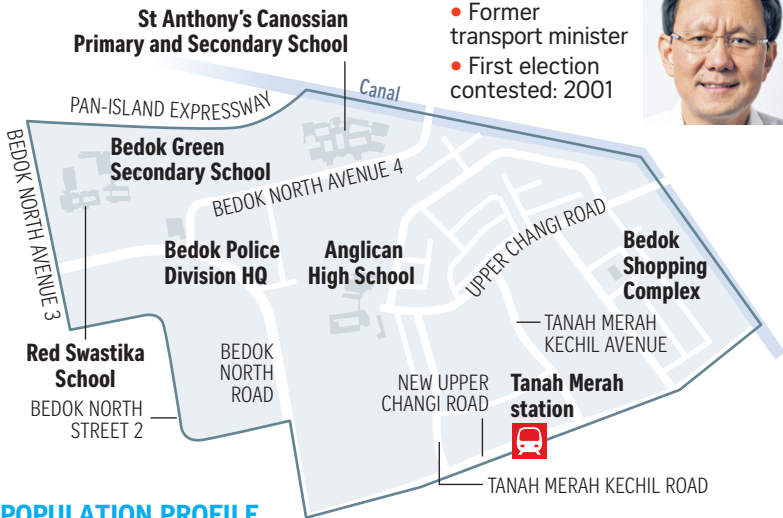 St Anthony's Canossian
Primary and Secondary School
• Former
transport minister
• First election
contested: 2001
Canal
PAN-ISLAND EXPRESSWAY
BEDOK NORTH AVENUE 3
Bedok Green
Secondary School
BEDOK NORTH AVENUE 4
Bedok Police
Division HQ
Anglican
High School
UPPER CHANGI ROAD
Bedok
Shopping
Complex
TANAH MERAH
KECHIL AVENUE
Red Swastika
School
BEDOK NORTH
STREET 2
BEDOK
NORTH
ROAD
NEW UPPER
CHANGI ROAD
Tanah Merah
station
TANAH MERAH KECHIL ROAD
POPULATION PROFILE